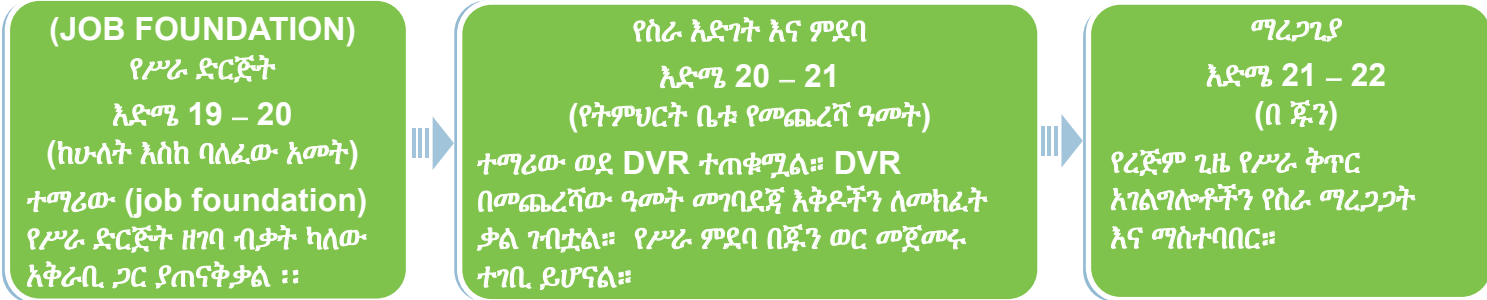 (JOB FOUNDATION)
የሥራ ድርጅት
እድሜ 19 – 20
(ከሁለት እስከ ባለፈው አመት)
ተማሪው (job foundation)
የሥራ ድርጅት ዘገባ ብቃት ካለው
አቅራቢ ጋር ያጠናቅቃል ፡፡
የስራ እድገት እና ምደባ
እድሜ 20 – 21
(የትምህርት ቤቱ የመጨረሻ ዓመት)
ተማሪው ወደ DVR ተጠቁሟል። DVR
በመጨረሻው ዓመት መገባደጃ እቅዶችን ለመክፈት
ቃል ገብቷል። የሥራ ምደባ በጁን ወር መጀመሩ
ተገቢ ይሆናል።
ማረጋጊያ
እድሜ 21 – 22
(በ ጁን)
የረጅም ጊዜ የሥራ ቅጥር
አገልግሎቶችን የስራ ማረጋጋት
እና ማስተባበር።